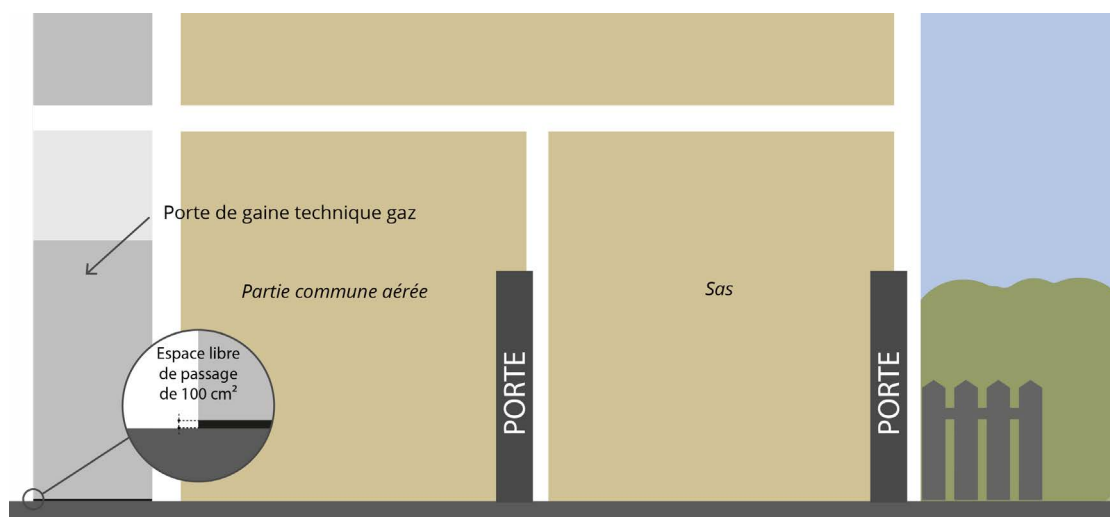 Porte de gaine technique gaz
Partie commune aérée
Sas
Espace libre
de passage
de 100 cm²
PORTE
PORTE